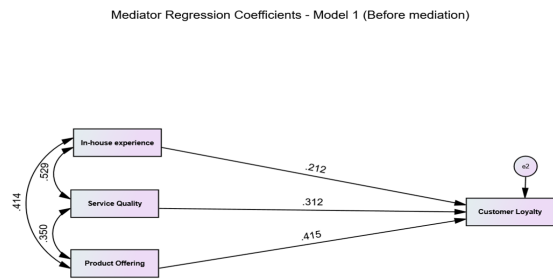 Mediator Regression Coefficients - Model 1 (Before mediation)
In-house experience
.212
.529
.414
Service Quality
.312
e2
Customer Loyalty
.350
.415
Product Offering